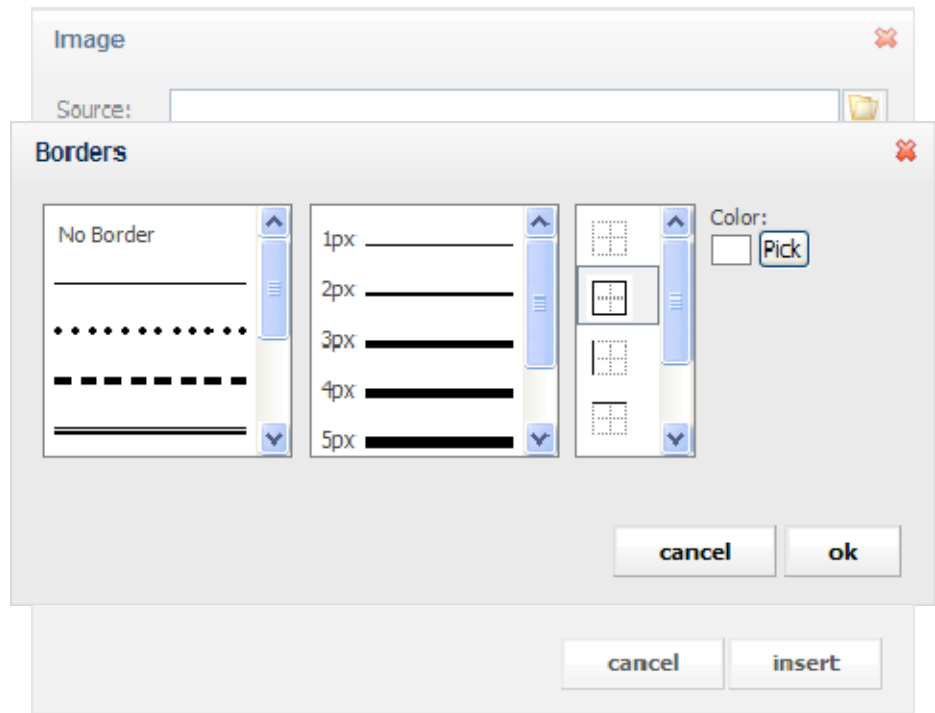 Image
Source:
Borders
No Border
1px
2px
3px
4px
5px
Color:
Pick
cancel
ok
cancel
insert